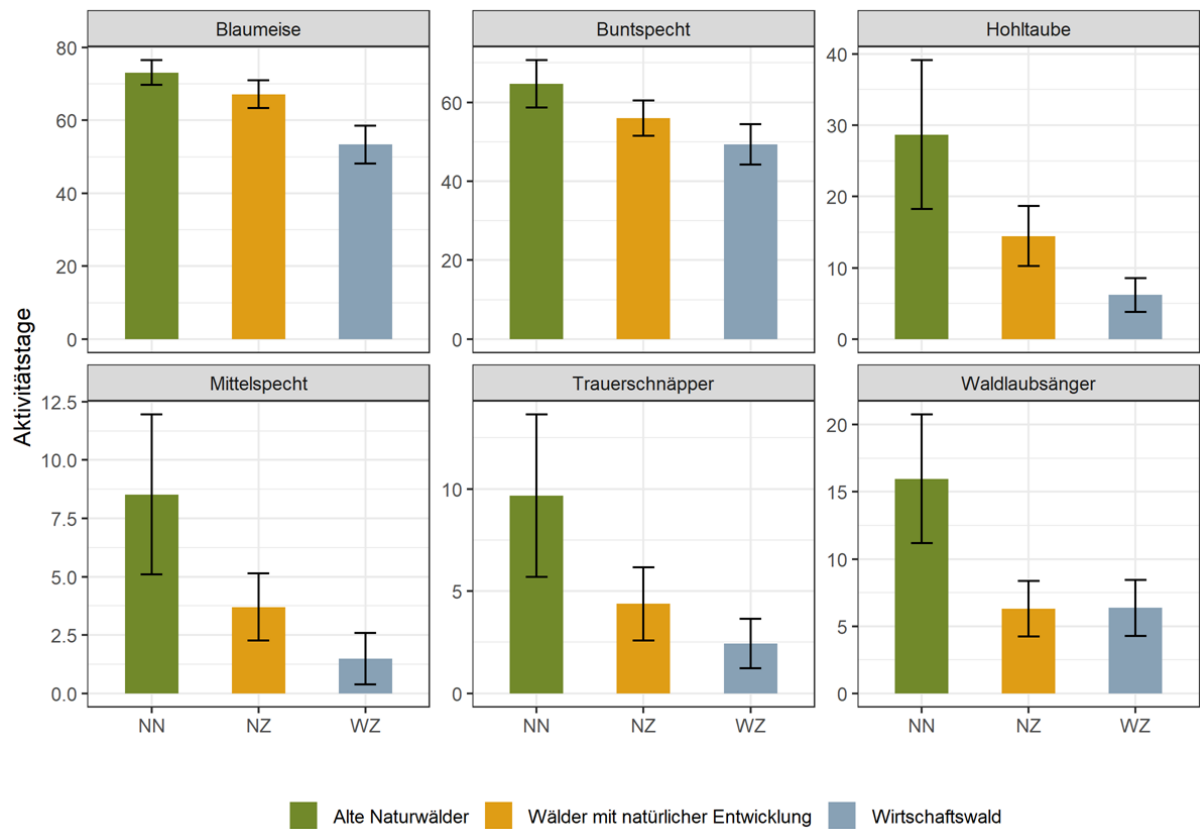 Blaumeise
Buntspecht
Hohltaube
80
60
40
20
0
60
40
20
0
40
30
20
10
0
Aktivitätstage
Mittelspecht
Trauerschnäpper
Waldlaubsänger
12.5
10.0
7.5
5.0
2.5
0.0
10
5
0
20
15
10
5
0
NN NZ WZ
NN NZ WZ
NN NZ WZ
Alte Naturwälder
Wälder mit natürlicher Entwicklung
Wirtschaftswald